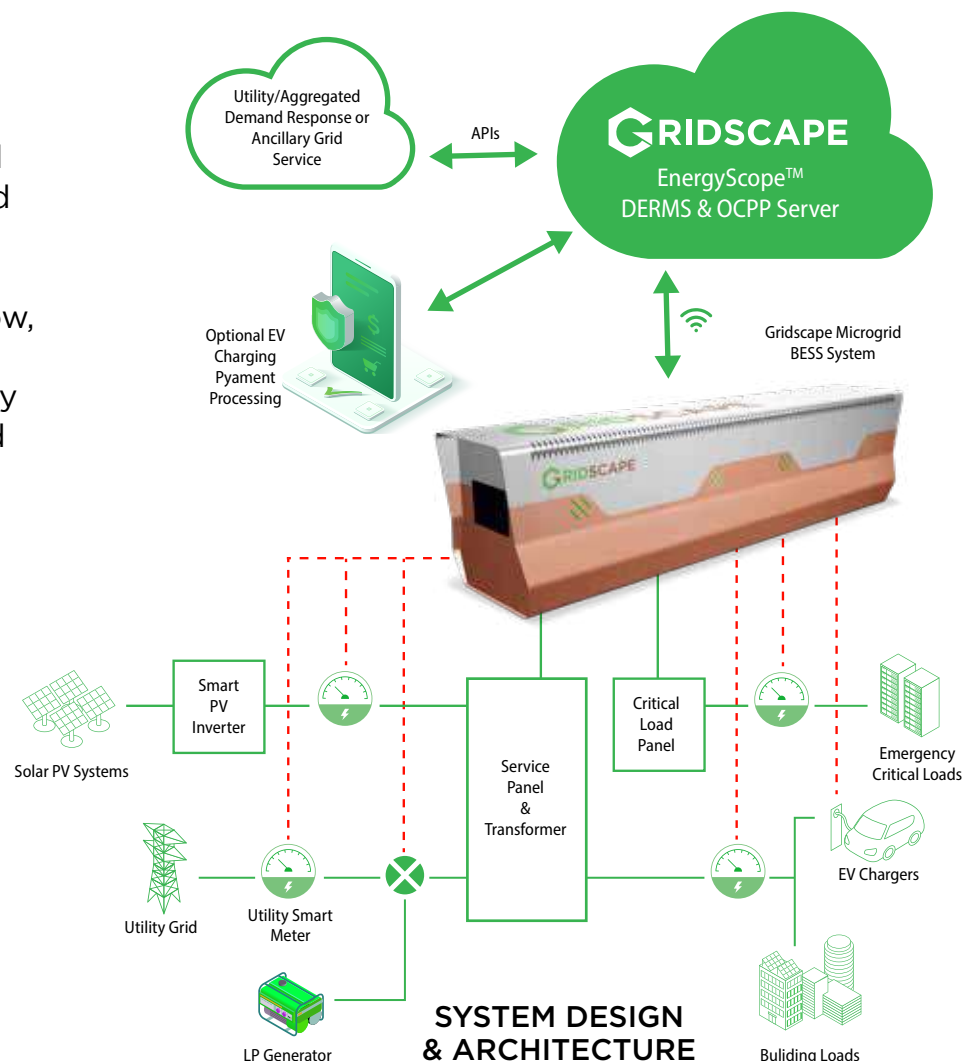 d
ow,
y
d
Utility/Aggregated
Demand Response or
Ancillary Grid
Service
APIs
GRIDSCAPE
EnergyScope™
DERMS & OCPP Server
Optional EV
Charging
Pyament
Processing
Gridscape Microgrid
BESS System
GRIDSCAPE
Smart
PV
Inverter
Solar PV Systems
Service
Panel
&
Transformer
Critical
Load
Panel
Emergency
Critical Loads
Utility Grid
Utility Smart
Meter
EV Chargers
LP Generator
SYSTEM DESIGN
& ARCHITECTURE
Buliding Loads